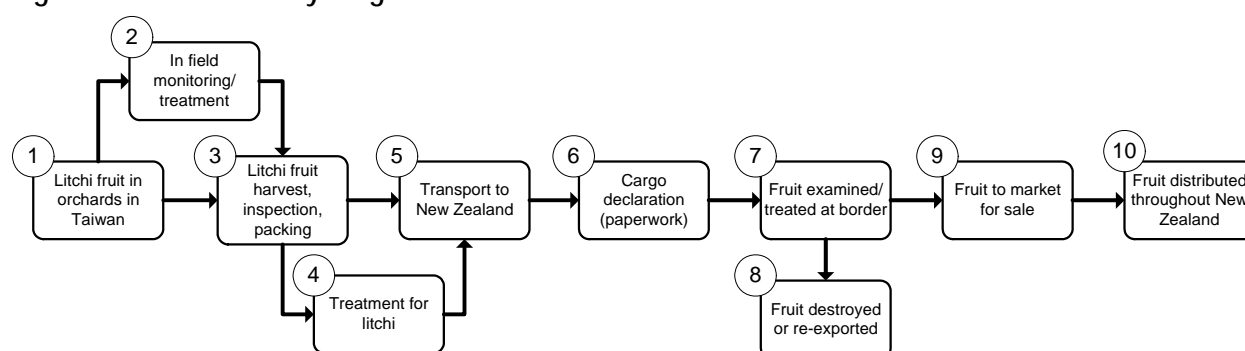 2
In field
monitoring/
treatment
1
Litchi fruit in
orchards in
Taiwan
3
Litchi fruit
harvest,
inspection,
packing
4
Treatment for
litchi
5
Transport to
New Zealand
6
Cargo
declaration
(paperwork)
7
Fruit examined/
treated at border
8
Fruit destroyed
or re-exported
9
Fruit to market
for sale
10
Fruit distributed
throughout New
Zealand